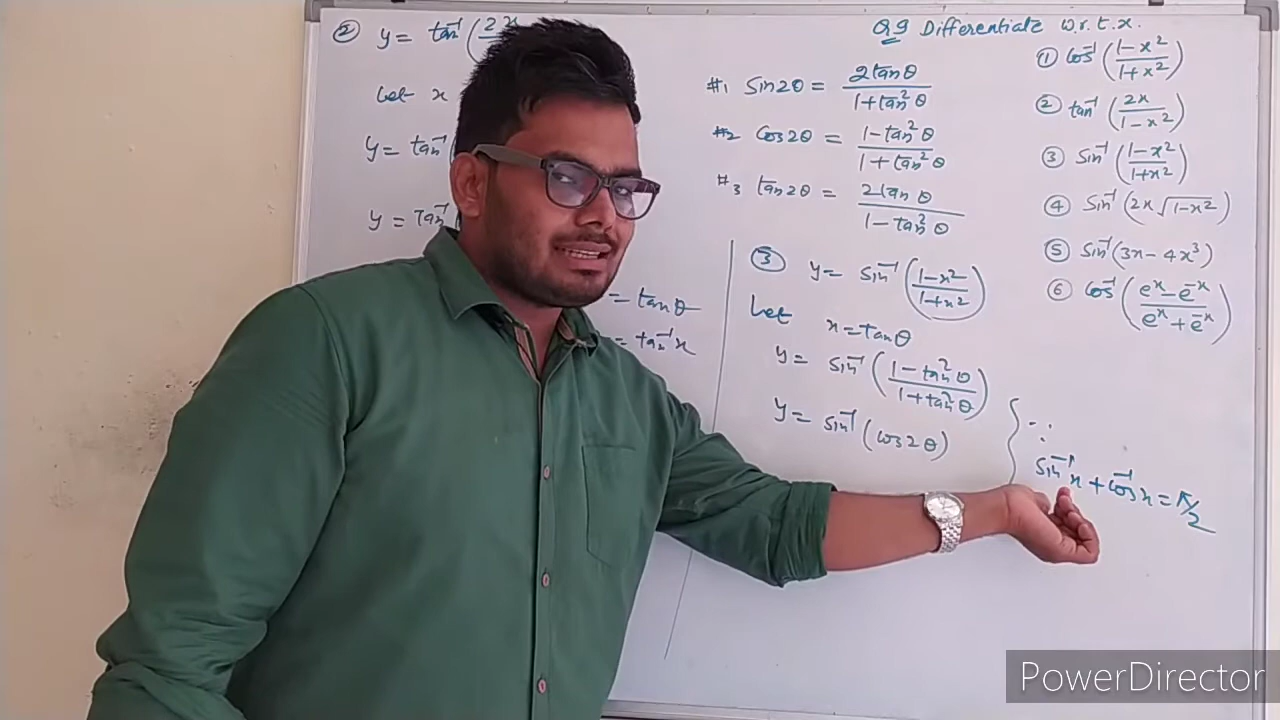 ② y = tan⁻¹ (2x
Let x
y = tan⁻¹(
y = tan⁻¹
= tanθ
= tan⁻¹x
#1 Sin2θ = 2tanθ / 1+tan²θ
#2 Cos2θ = 1-tan²θ / 1+tan²θ
#3 tan2θ = 2tanθ / 1-tan²θ
③ y = Sin⁻¹ (1-x² / 1+x²)
Let x = tanθ
y = Sin⁻¹ (1-tan²θ / 1+tan²θ)
y = Sin⁻¹ (Cos2θ)
{ ∵
Sin⁻¹x + Cos⁻¹x = π/2
Q9 Differentiate w.r.t.x.
① Cos⁻¹ (1-x² / 1+x²)
② tan⁻¹ (2x / 1-x²)
③ Sin⁻¹ (1-x² / 1+x²)
④ Sin⁻¹ (2x√1-x²)
⑤ Sin⁻¹ (3x-4x³)
⑥ Cos⁻¹ (eˣ-e⁻ˣ / eˣ+e⁻ˣ)
PowerDirector